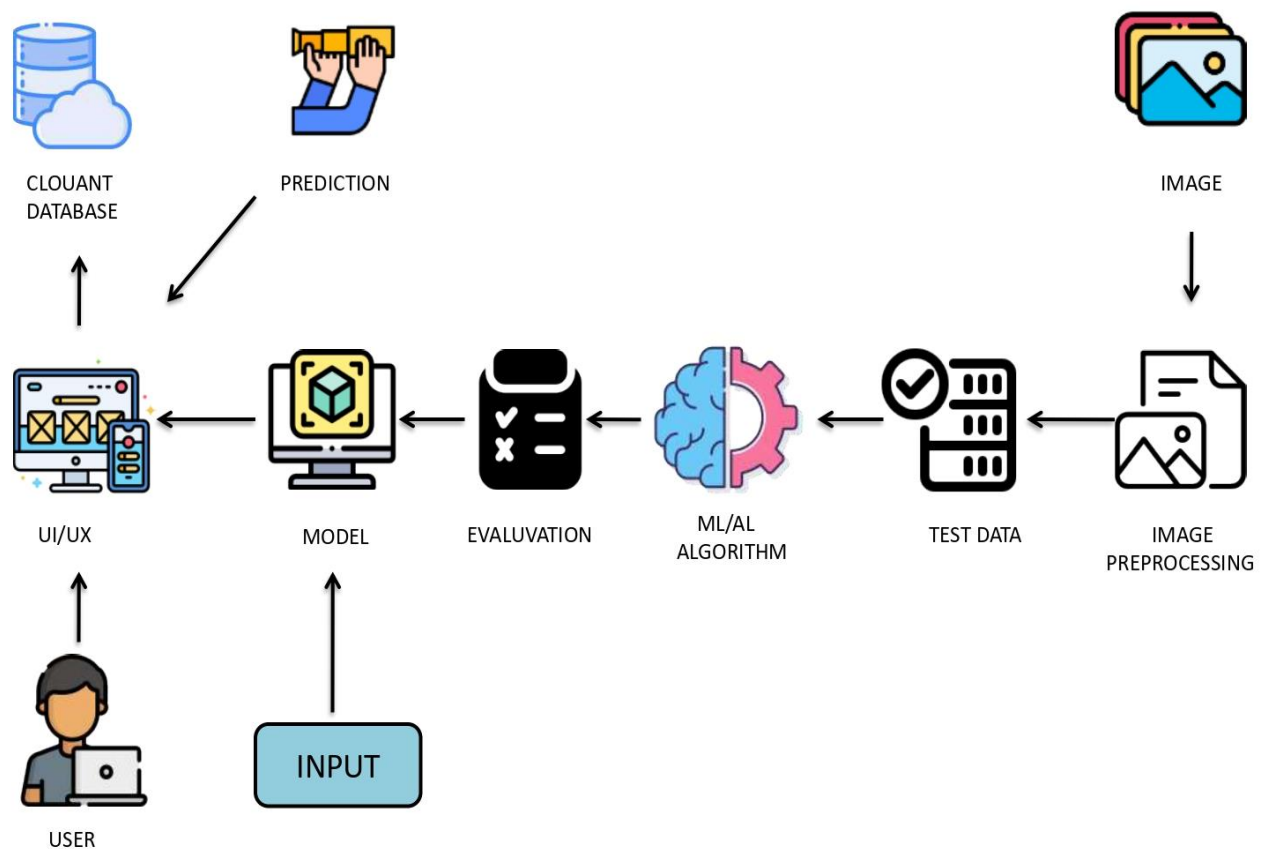 CLOUANT
DATABASE
PREDICTION
IMAGE
UI/UX
MODEL
EVALUVATION
ML/AL
ALGORITHM
TEST DATA
IMAGE
PREPROCESSING
INPUT
USER